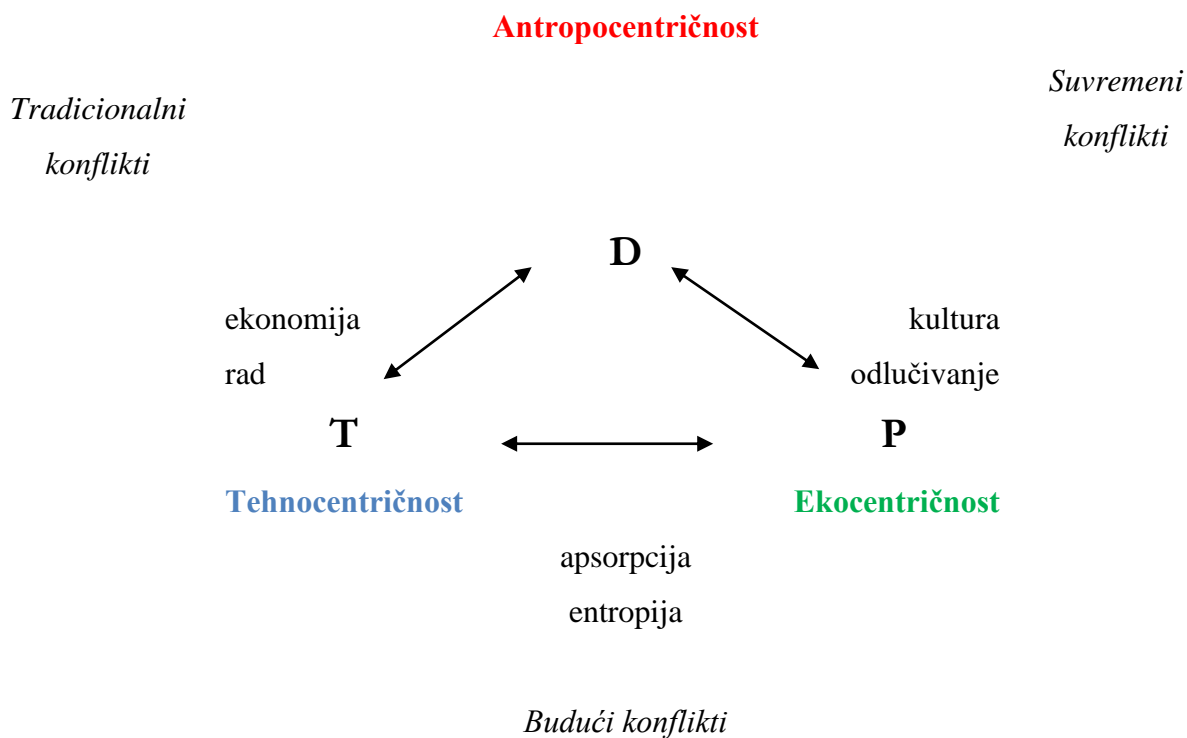 Antropocentričnost
Tradicionalni
konflikti
Suvremeni
konflikti
D
ekonomija
rad
kultura
odlučivanje
T
P
Tehnocentričnost
Ekocentričnost
apsorpcija
entropija
Budući konflikti